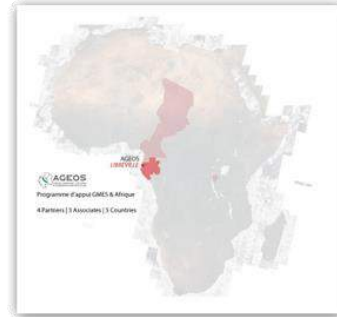 AGEOS
LIBREVILLE
AGEOS
Programme d'appui GMES & Afrique
4 Partners | 3 Associates | 3 Countries